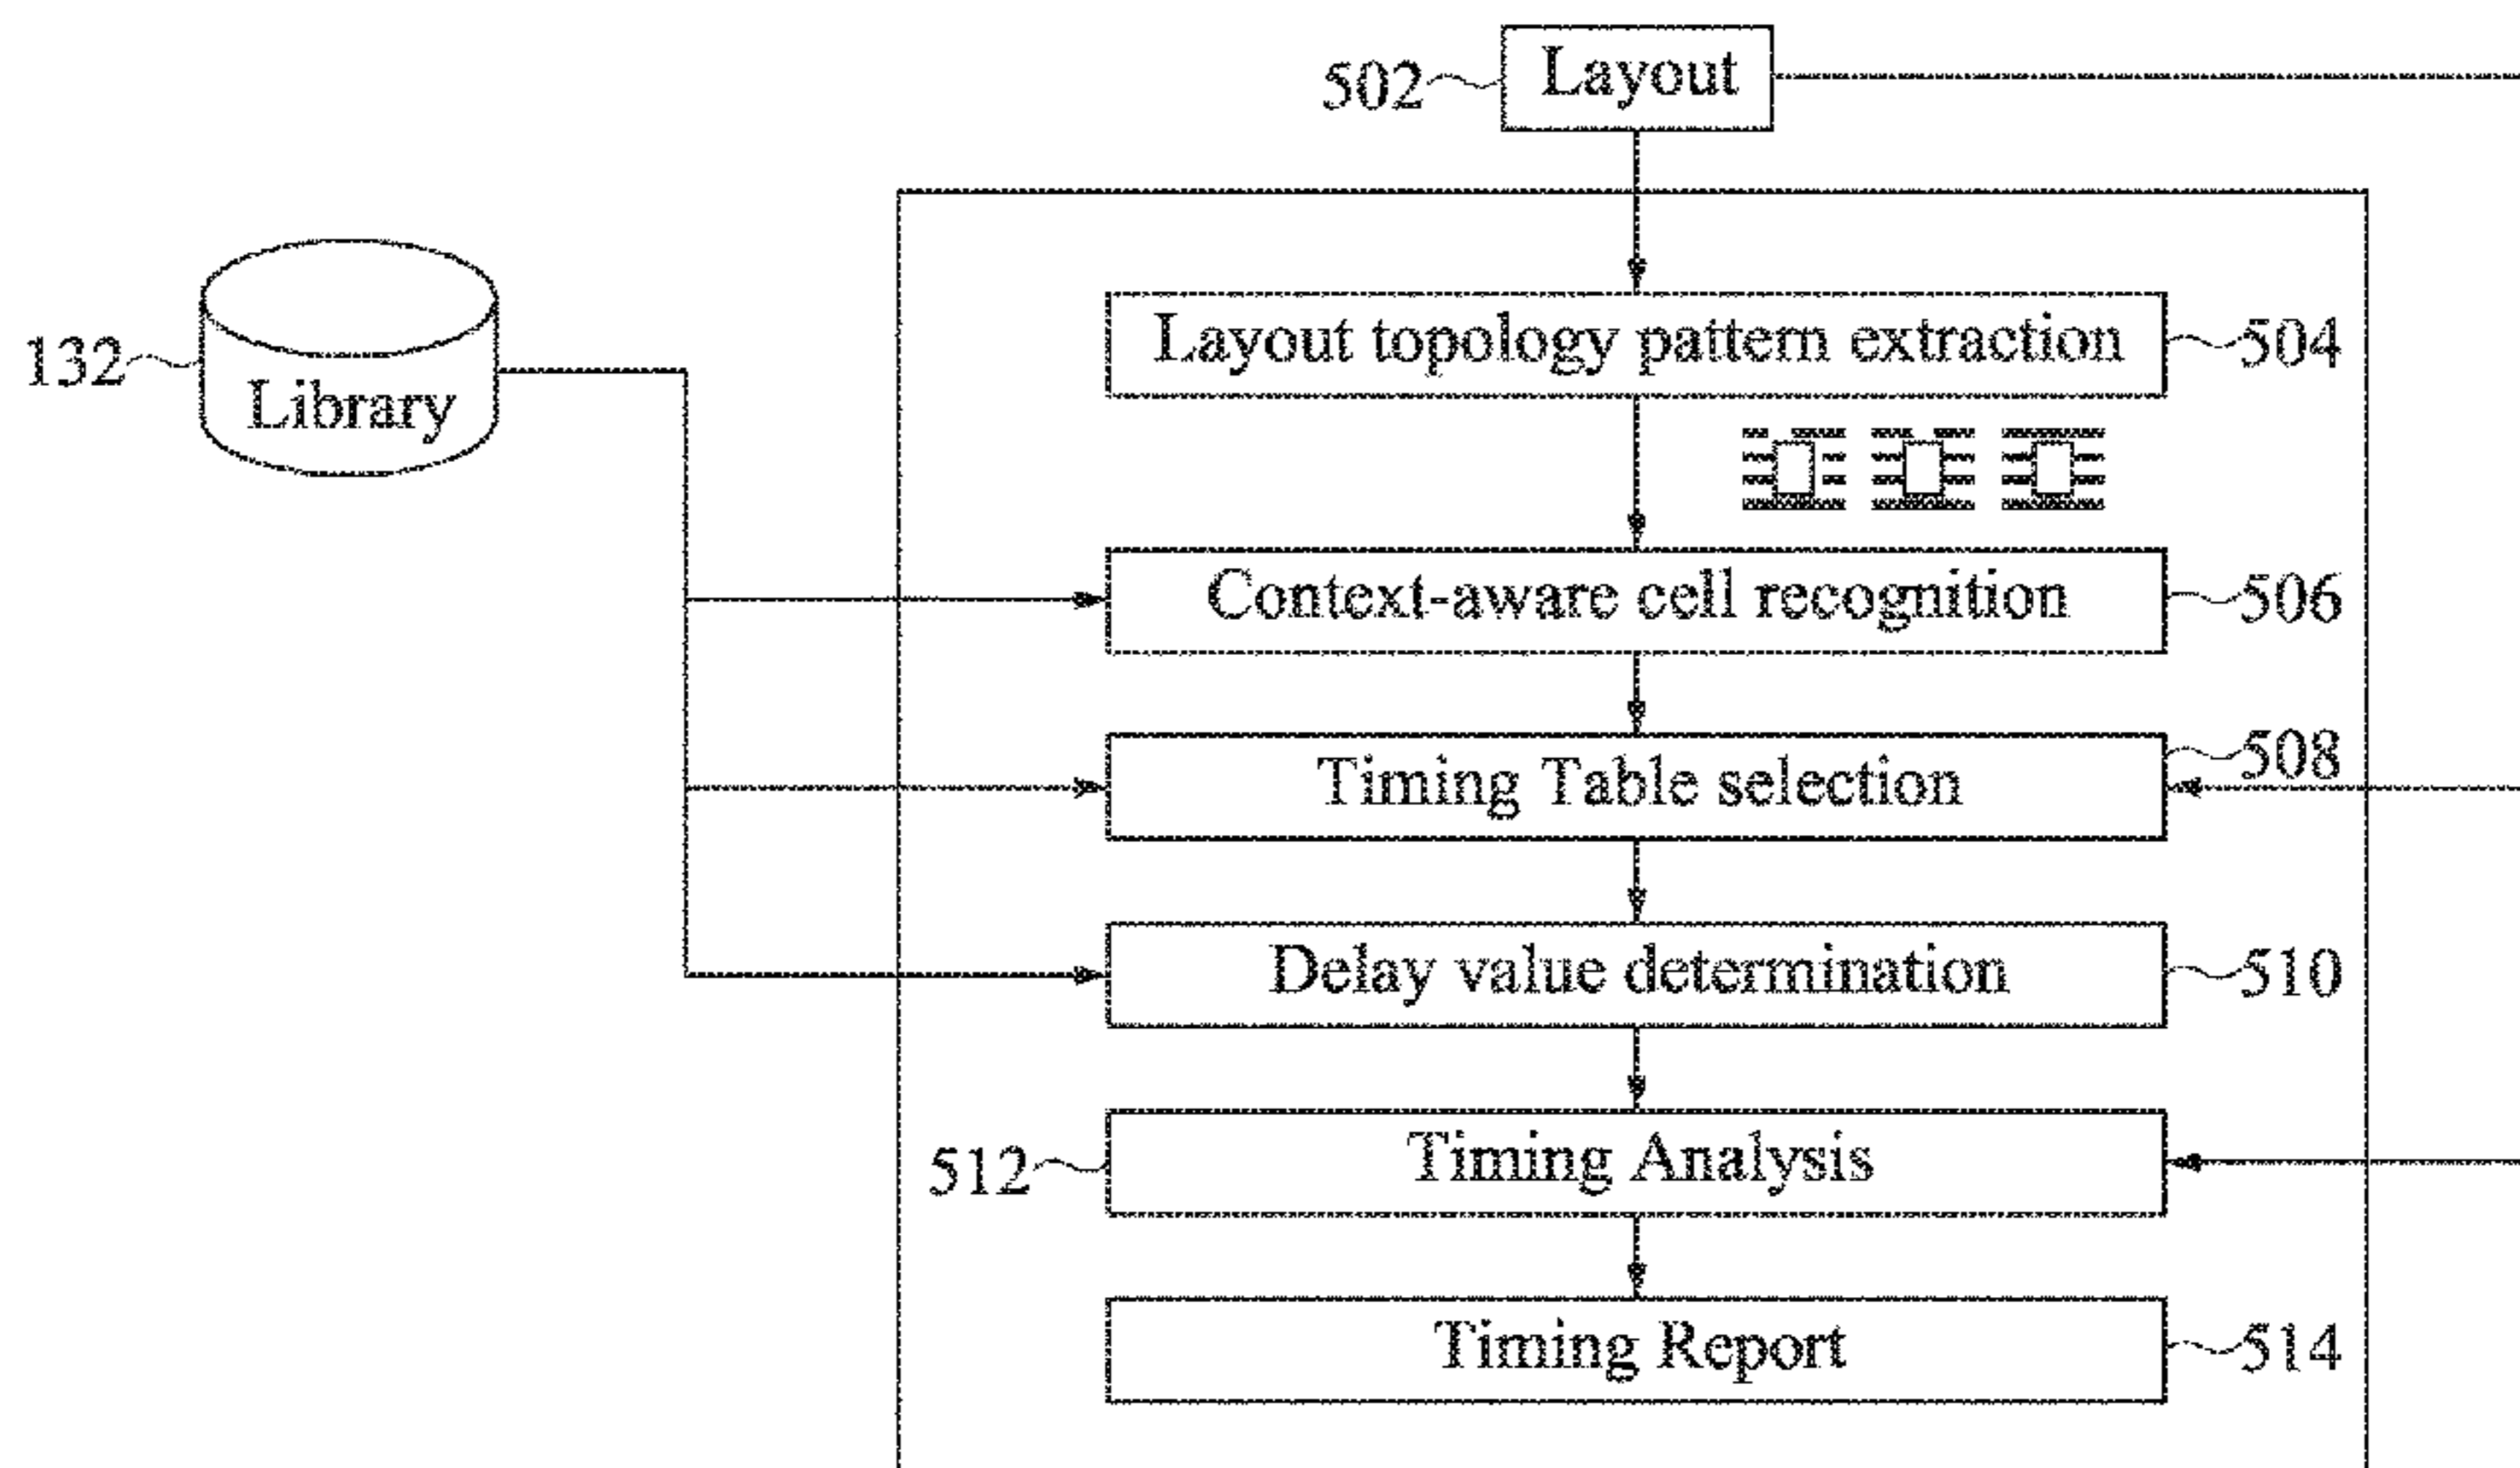 502
Layout
Layout topology pattern extraction
504
132
Library
Context-aware cell recognition
506
Timing Table selection
508
Delay value determination
510
512
Timing Analysis
Timing Report
514